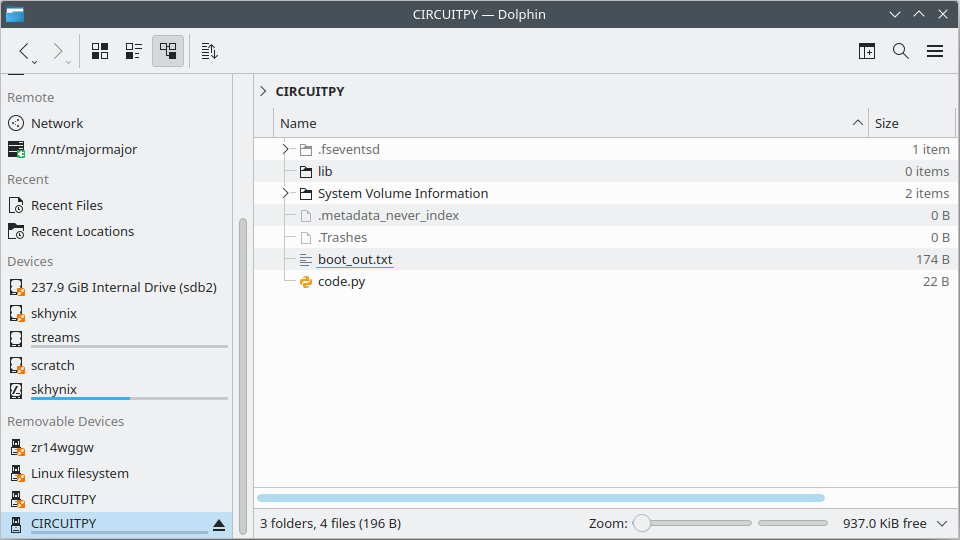 CIRCUITPY — Dolphin
Remote
Network
/mnt/majormajor
Recent
Recent Files
Recent Locations
Devices
237.9 GiB Internal Drive (sdb2)
skhynix
streams
scratch
skhynix
Removable Devices
zr14wggw
Linux filesystem
CIRCUITPY
CIRCUITPY
CIRCUITPY
Name Size
.fseventsd 1 item
lib 0 items
System Volume Information 2 items
.metadata_never_index 0 B
.Trashes 0 B
boot_out.txt 174 B
code.py 22 B
3 folders, 4 files (196 B) Zoom: 937.0 KiB free